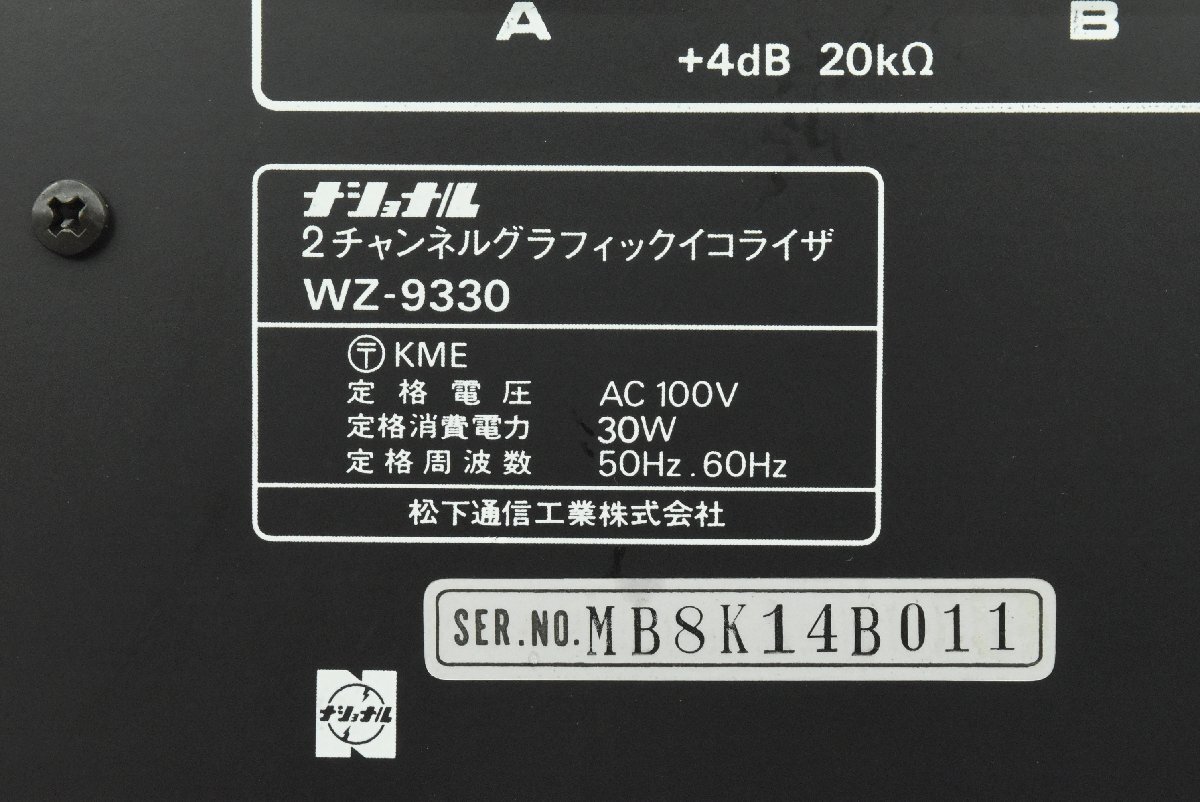 A B
+4dB 20kΩ
ナショナル
2チャンネルグラフィックイコライザ
WZ-9330
〶 KME
定格電圧 AC 100V
定格消費電力 30W
定格周波数 50Hz.60Hz
松下通信工業株式会社
SER.NO.MB8K14B011
ナショナル